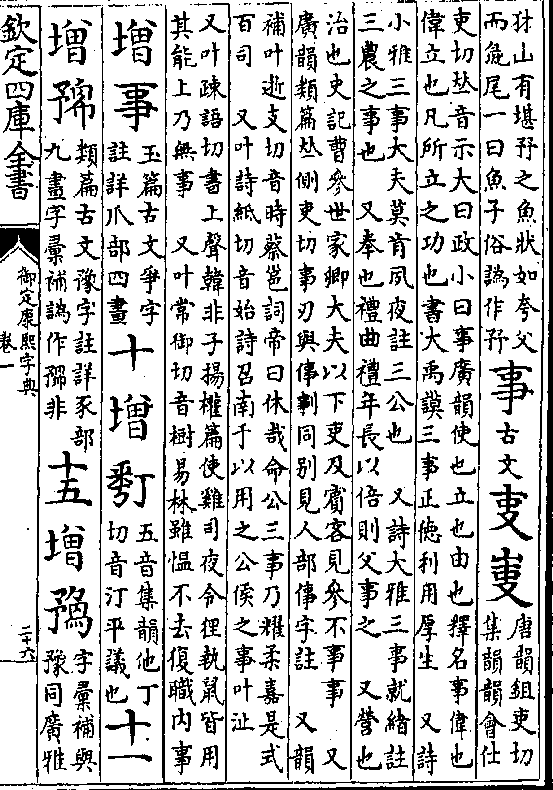 犲山有堪㐨之魚狀如夸父
而彘尾一曰魚子俗譌作㐨
事古文叓
唐韻鉏吏切
集韻韻會仕
吏切𠀤音示大曰政小曰事廣韻使也立也由也釋名事偉也
偉立也凡所立之功也書大禹謨三事正德利用厚生　又詩
小雅三事大夫莫肯夙夜註三公也　又詩大雅三事就緒註
三農之事也　又奉也禮曲禮年長以倍則父事之　又營也
治也史記曹參世家卿大夫以下吏及賓客見參不事事　又
廣韻類篇𠀤側吏切事刃與倳剚同別見人部倳字註　又韻
補叶逝支切音時蔡邕詞帝曰休哉命公三事乃耀柔嘉是式
百司　又叶詩紙切音始詩召南于以用之公侯之事叶沚
又叶疎語切書上聲韓非子揚榷篇使雞司夜令狸執鼠皆用
其能上乃無事　又叶常御切音樹易林雖慍不去復職內事
增事
玉篇古文爭字
註詳爪部四畫
十增
五音集韻他丁
切音汀平議也
十一
增
類篇古文豫字註詳豕部
九畫字彙補譌作非
十五增
字彙補與
豫同廣雅
欽定四庫全書
御定康熙字典
卷一
二十六